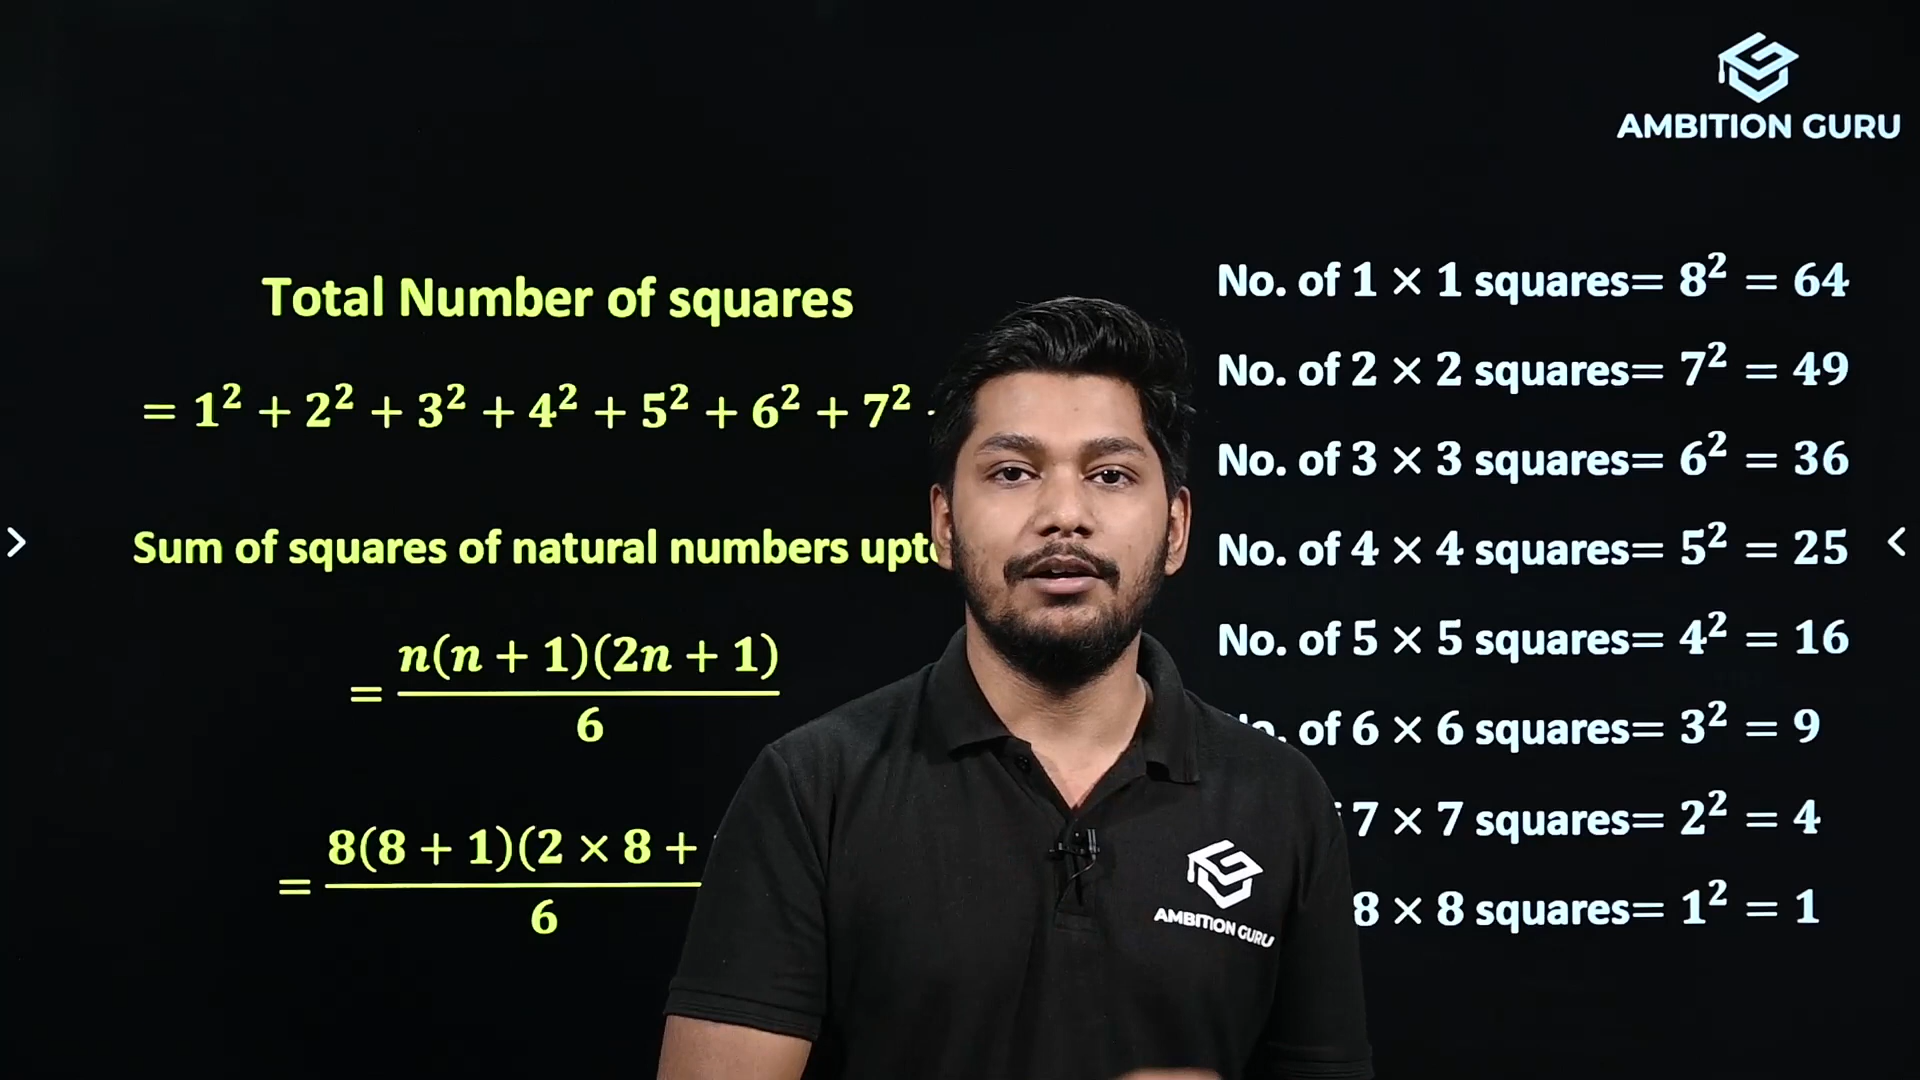 AMBITION GURU
Total Number of squares
= 1² + 2² + 3² + 4² + 5² + 6² + 7²
Sum of squares of natural numbers
= n(n + 1)(2n + 1)
6
= 8(8 + 1)(2 × 8 +
6
No. of 1 × 1 squares= 8² = 64
No. of 2 × 2 squares= 7² = 49
No. of 3 × 3 squares= 6² = 36
No. of 4 × 4 squares= 5² = 25
No. of 5 × 5 squares= 4² = 16
of 6 × 6 squares= 3² = 9
7 × 7 squares= 2² = 4
8 × 8 squares= 1² = 1
AMBITION GURU